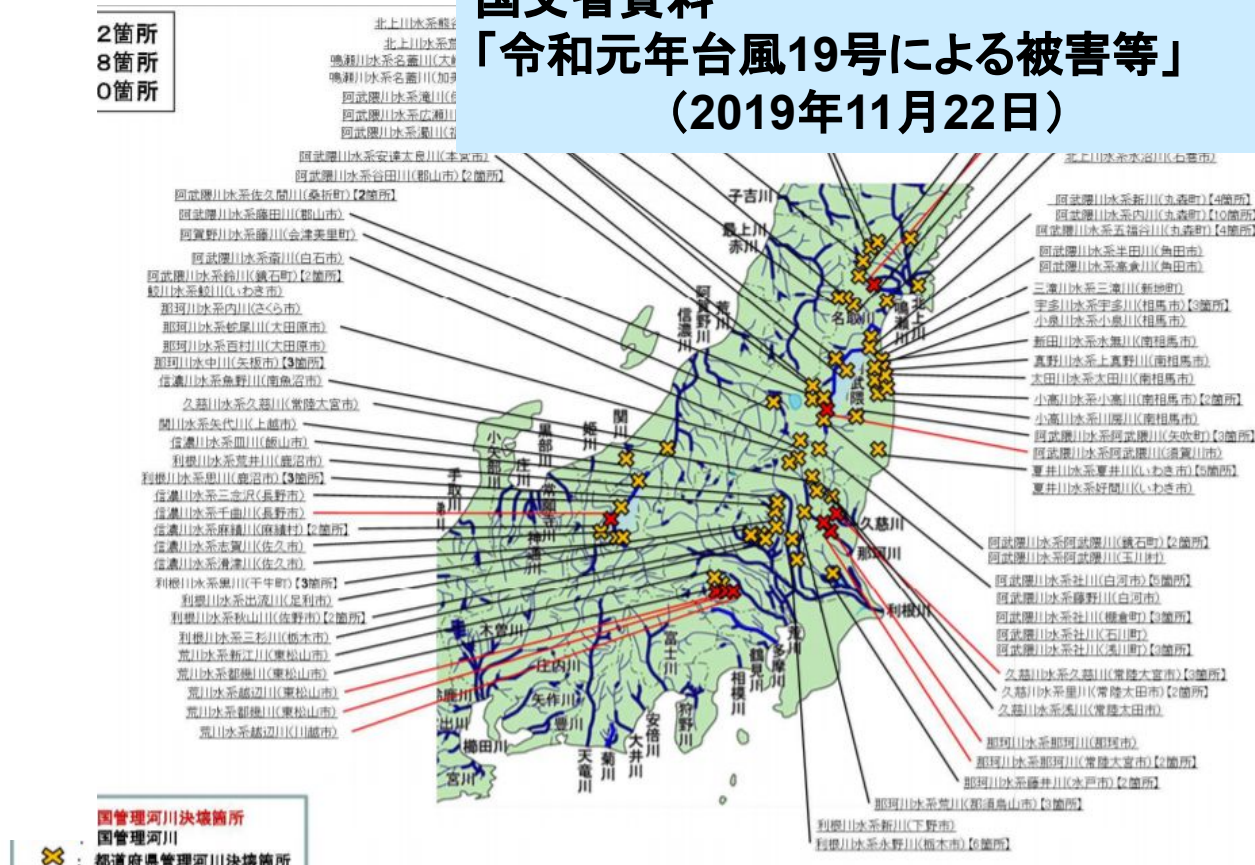 国交省資料
「令和元年台風19号による被害等」
（2019年11月22日）
2箇所
8箇所
0箇所
北上川水系熊谷
北上川水系荒
鳴瀬川水系名蓋川(大崎
鳴瀬川水系名蓋川(加美
阿武隈川水系滝川(
阿武隈川水系広瀬川
阿武隈川水系濁川(福
阿武隈川水系安達太良川(本宮市)
阿武隈川水系谷田川(郡山市)【2箇所】
阿武隈川水系佐久間川(桑折町)【2箇所】
阿武隈川水系藤田川(郡山市)
阿賀野川水系藤川(会津美里町)
阿武隈川水系斎川(白石市)
阿武隈川水系鈴川(鏡石町)【2箇所】
鮫川水系鮫川(いわき市)
那珂川水系内川(さくら市)
那珂川水系蛇尾川(大田原市)
那珂川水系百村川(大田原市)
那珂川水中川(矢板市)【3箇所】
信濃川水系魚野川(南魚沼市)
久慈川水系久慈川(常陸大宮市)
関川水系矢代川(上越市)
信濃川水系皿川(飯山市)
利根川水系荒井川(鹿沼市)
利根川水系思川(鹿沼市)【3箇所】
信濃川水系三念沢(長野市)
信濃川水系千曲川(長野市)
信濃川水系麻績川(麻績村)【2箇所】
信濃川水系志賀川(佐久市)
信濃川水系滑津川(佐久市)
利根川水系黒川(壬生町)【3箇所】
利根川水系出流川(足利市)
利根川水系秋山川(佐野市)【2箇所】
利根川水系三杉川(栃木市)
荒川水系新江川(東松山市)
荒川水系都幾川(東松山市)
荒川水系越辺川(東松山市)
荒川水系都幾川(東松山市)
荒川水系越辺川(川越市)
国管理河川決壊箇所
国管理河川
： 都道府県管理河川決壊箇所
子吉川
最上川
赤川
荒川
阿賀野川
信濃川
関川
姫川
黒部川
小矢部川
庄川
常願寺川
神通川
手取川
名取川
鳴瀬川
北上川
武隈
久慈川
那珂川
利根川
荒川
多摩川
鶴見川
相模川
富士川
狩野川
安倍川
大井川
菊川
天竜川
豊川
矢作川
庄内川
木曽川
鹿川
出川
櫛田川
宮川
北上川水系水沼川(石巻市)
阿武隈川水系新川(丸森町)【4箇所】
阿武隈川水系内川(丸森町)【10箇所】
阿武隈川水系五福谷川(丸森町)【4箇所】
阿武隈川水系半田川(角田市)
阿武隈川水系高倉川(角田市)
三滝川水系三滝川(新地町)
宇多川水系宇多川(相馬市)【3箇所】
小泉川水系小泉川(相馬市)
新田川水系水無川(南相馬市)
真野川水系上真野川(南相馬市)
太田川水系太田川(南相馬市)
小高川水系小高川(南相馬市)【2箇所】
小高川水系川房川(南相馬市)
阿武隈川水系阿武隈川(矢吹町)【3箇所】
阿武隈川水系阿武隈川(須賀川市)
夏井川水系夏井川(いわき市)【5箇所】
夏井川水系好間川(いわき市)
阿武隈川水系阿武隈川(鏡石町)【2箇所】
阿武隈川水系阿武隈川(玉川村)
阿武隈川水系社川(白河市)【5箇所】
阿武隈川水系藤野川(白河市)
阿武隈川水系社川(棚倉町)【3箇所】
阿武隈川水系社川(石川町)
阿武隈川水系社川(浅川町)【3箇所】
久慈川水系久慈川(常陸大宮市)【3箇所】
久慈川水系里川(常陸太田市)【2箇所】
久慈川水系浅川(常陸太田市)
那珂川水系那珂川(那珂市)
那珂川水系那珂川(常陸大宮市)【2箇所】
那珂川水系藤井川(水戸市)【2箇所】
那珂川水系荒川(那須烏山市)【3箇所】
利根川水系新川(下野市)
利根川水系永野川(栃木市)【6箇所】